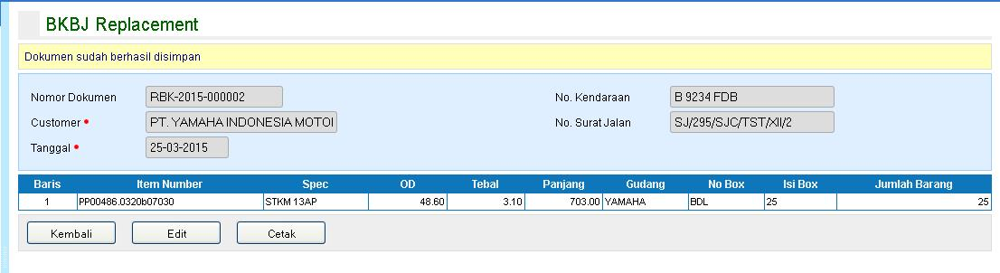 BKBJ Replacement
Dokumen sudah berhasil disimpan
Nomor Dokumen RBK-2015-000002 No. Kendaraan B 9234 FDB
Customer • PT. YAMAHA INDONESIA MOTOI No. Surat Jalan SJ/295/SJC/TST/XII/2
Tanggal • 25-03-2015
Baris Item Number Spec OD Tebal Panjang Gudang No Box Isi Box Jumlah Barang
1 PP00486.0320b07030 STKM 13AP 48.60 3.10 703.00 YAMAHA BDL 25 25
Kembali Edit Cetak